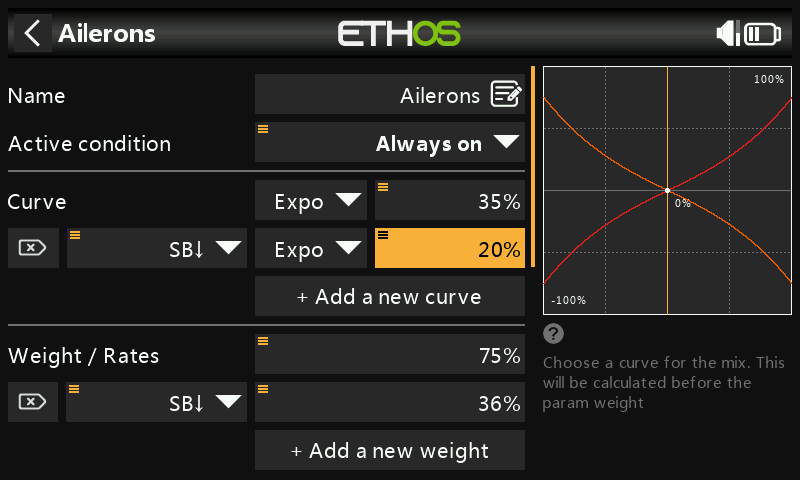 Ailerons
ETHOS
Name
Ailerons
Active condition
Always on
Curve
Expo
35%
SB↓
Expo
20%
+ Add a new curve
Weight / Rates
75%
SB↓
36%
+ Add a new weight
100%
0%
-100%
?
Choose a curve for the mix. This
will be calculated before the
param weight